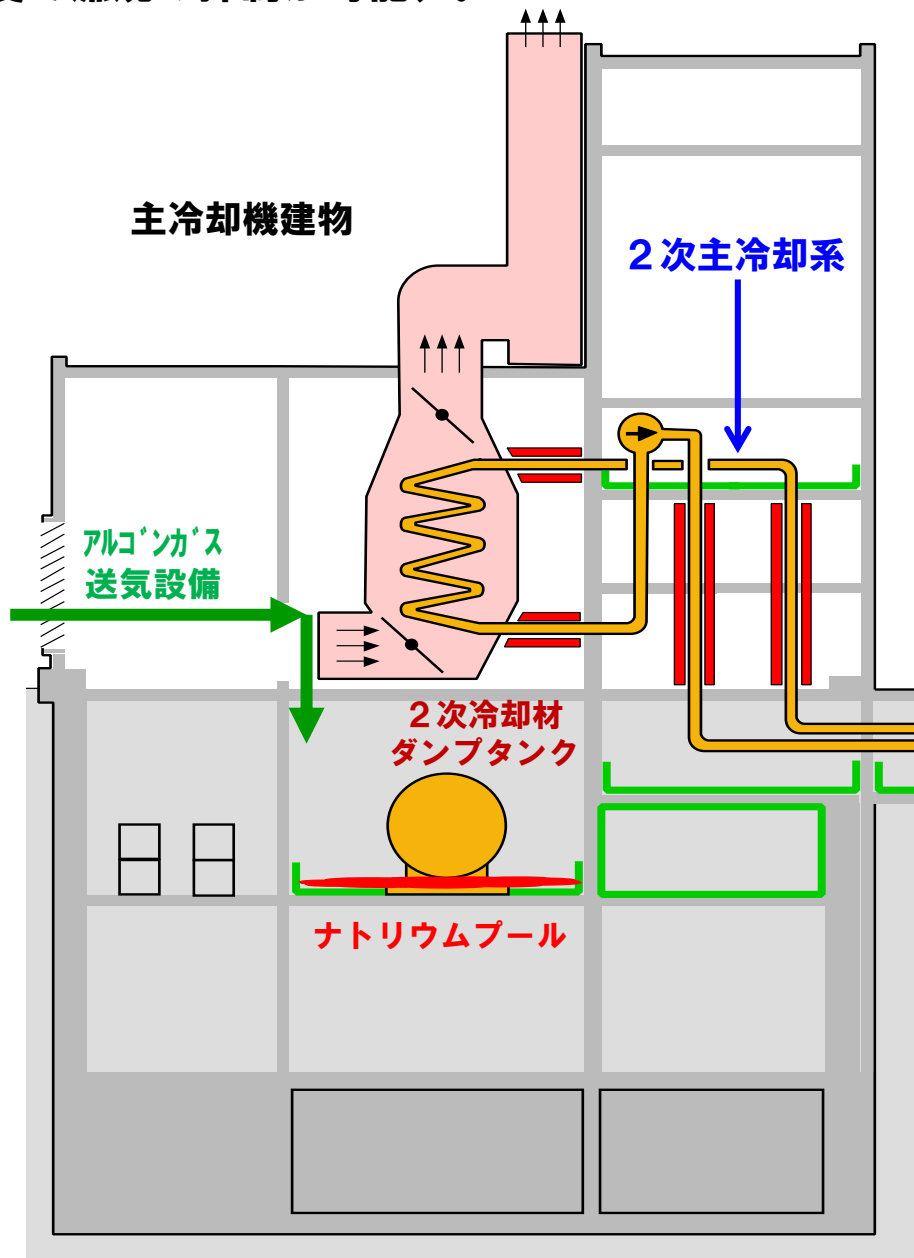 主冷却機建物
２次主冷却系
ｱﾙｺﾞﾝｶﾞｽ
送気設備
２次冷却材
ダンプタンク
ナトリウムプール